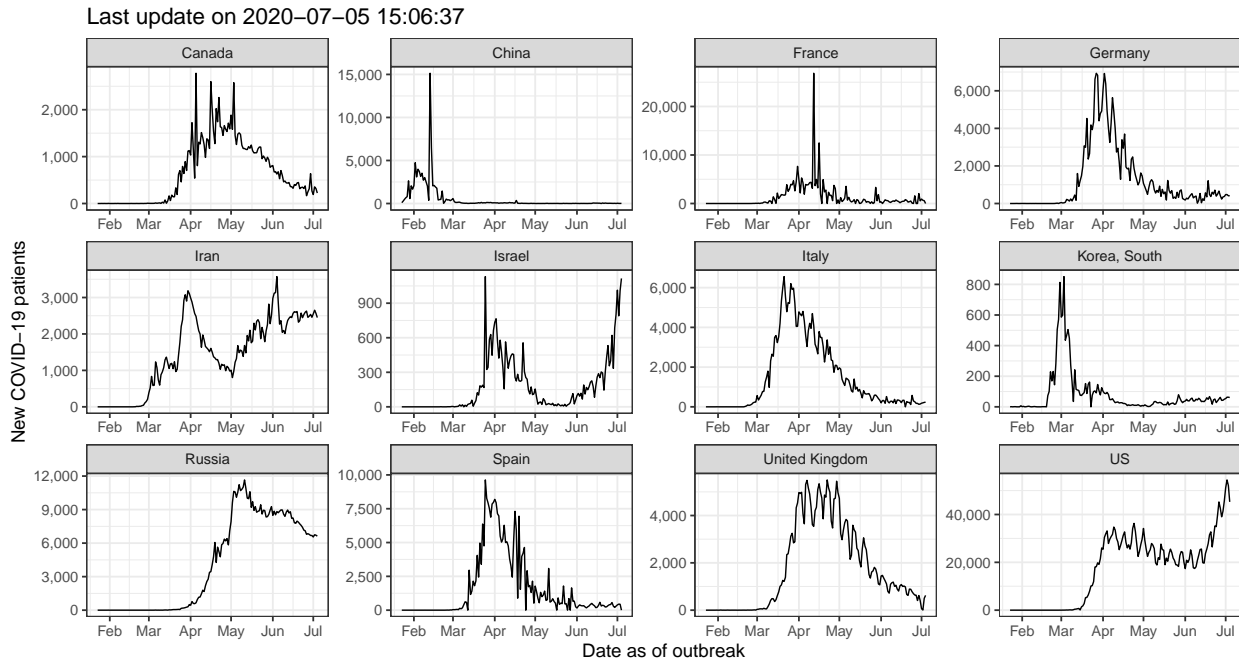 Last update on 2020−07−05 15:06:37
New COVID−19 patients
Canada China France Germany
2,000 15,000 20,000 6,000
1,000 10,000 10,000 4,000
0 5,000 0 2,000
0 0
Feb Mar Apr May Jun Jul Feb Mar Apr May Jun Jul Feb Mar Apr May Jun Jul Feb Mar Apr May Jun Jul
Iran Israel Italy Korea, South
3,000 900 6,000 800
2,000 600 4,000 600
1,000 300 2,000 400
0 0 0 200
0
Feb Mar Apr May Jun Jul Feb Mar Apr May Jun Jul Feb Mar Apr May Jun Jul Feb Mar Apr May Jun Jul
Russia Spain United Kingdom US
12,000 10,000 4,000 40,000
9,000 7,500 2,000 20,000
6,000 5,000 0 0
3,000 2,500
0 0
Feb Mar Apr May Jun Jul Feb Mar Apr May Jun Jul Feb Mar Apr May Jun Jul Feb Mar Apr May Jun Jul
Date as of outbreak